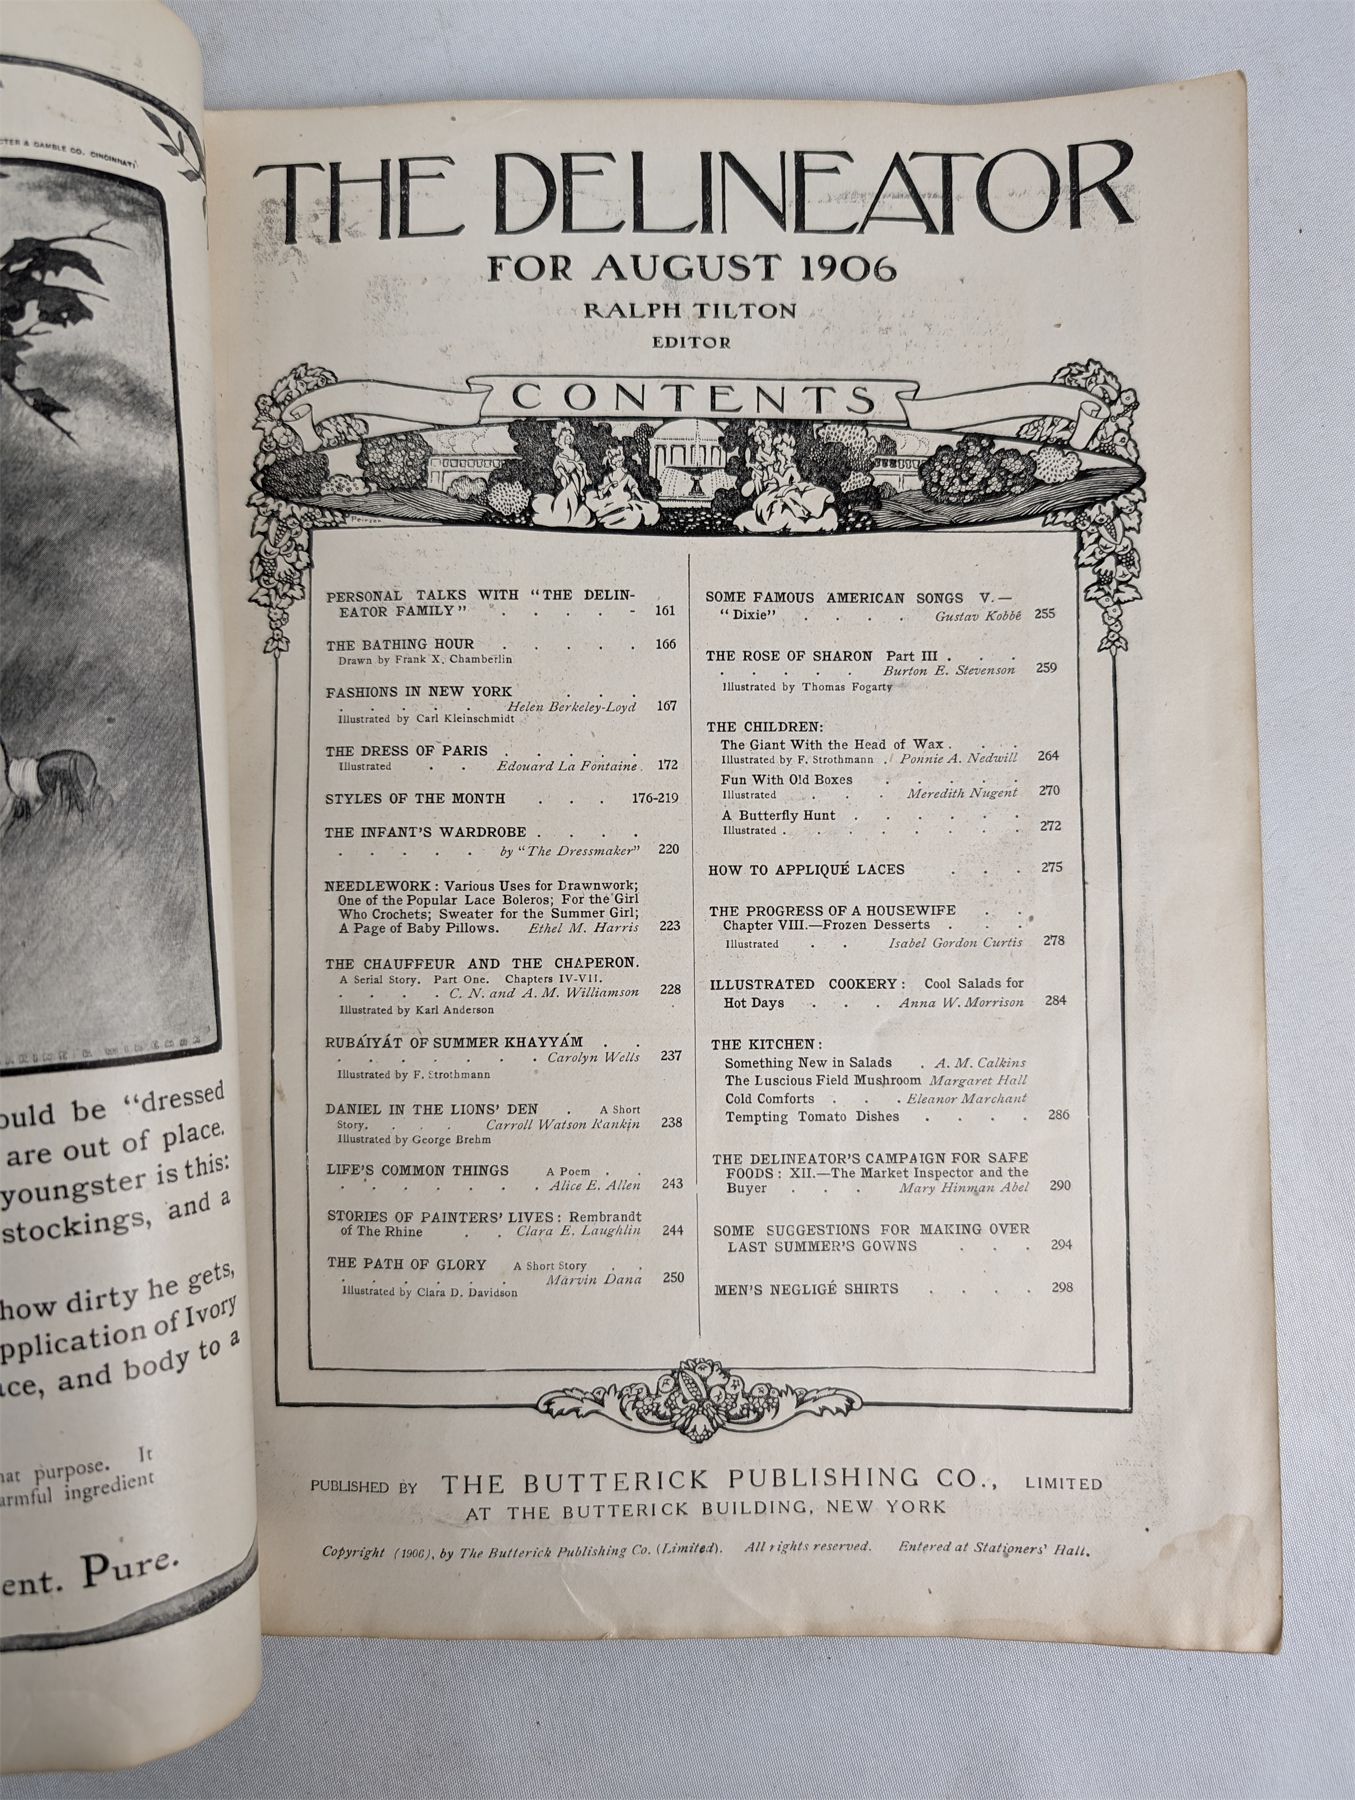 CTER & GAMBLE CO. CINCINNATI
ould be "dressed
are out of place.
youngster is this:
stockings, and a
how dirty he gets,
pplication of Ivory
ace, and body to a
hat purpose. It
armful ingredient
ent. Pure.
THE DELINEATOR
FOR AUGUST 1906
RALPH TILTON
EDITOR
CONTENTS
PERSONAL TALKS WITH "THE DELIN-
EATOR FAMILY" . . . . - 161
THE BATHING HOUR . . . . . 166
Drawn by Frank X. Chamberlin
FASHIONS IN NEW YORK . . .
. . . . . Helen Berkeley-Loyd 167
Illustrated by Carl Kleinschmidt
THE DRESS OF PARIS . . . . .
Illustrated . . Edouard La Fontaine . 172
STYLES OF THE MONTH . . . 176-219
THE INFANT'S WARDROBE . . . .
. . . . . by "The Dressmaker" 220
NEEDLEWORK: Various Uses for Drawnwork;
One of the Popular Lace Boleros; For the Girl
Who Crochets; Sweater for the Summer Girl;
A Page of Baby Pillows. Ethel M. Harris 223
THE CHAUFFEUR AND THE CHAPERON.
A Serial Story. Part One. Chapters IV-VII.
. . . . C. N. and A. M. Williamson 228
Illustrated by Karl Anderson
RUBÁIYÁT OF SUMMER KHAYYÁM . .
. . . . . . . Carolyn Wells 237
Illustrated by F. Strothmann
DANIEL IN THE LIONS' DEN . A Short
Story. . . . Carroll Watson Rankin 238
Illustrated by George Brehm
LIFE'S COMMON THINGS A Poem . .
. . . . . . . Alice E. Allen 243
STORIES OF PAINTERS' LIVES: Rembrandt
of The Rhine . . Clara E. Laughlin 244
THE PATH OF GLORY A Short Story . .
. . . . . . Marvin Dana 250
Illustrated by Clara D. Davidson
SOME FAMOUS AMERICAN SONGS V.—
"Dixie" . . . . Gustav Kobbé 255
THE ROSE OF SHARON Part III . . .
. . . . . Burton E. Stevenson 259
Illustrated by Thomas Fogarty
THE CHILDREN:
The Giant With the Head of Wax . . .
Illustrated by F. Strothmann . Ponnie A. Nedwill 264
Fun With Old Boxes . . . . .
Illustrated . . . Meredith Nugent 270
A Butterfly Hunt . . . . . .
Illustrated . . . . . . . 272
HOW TO APPLIQUÉ LACES . . . 275
THE PROGRESS OF A HOUSEWIFE . .
Chapter VIII.—Frozen Desserts . . .
Illustrated . . Isabel Gordon Curtis 278
ILLUSTRATED COOKERY: Cool Salads for
Hot Days . . . Anna W. Morrison 284
THE KITCHEN:
Something New in Salads . A. M. Calkins
The Luscious Field Mushroom Margaret Hall
Cold Comforts . . . Eleanor Marchant
Tempting Tomato Dishes . . . . 286
THE DELINEATOR'S CAMPAIGN FOR SAFE
FOODS: XII.—The Market Inspector and the
Buyer . . . Mary Hinman Abel 290
SOME SUGGESTIONS FOR MAKING OVER
LAST SUMMER'S GOWNS . . . 294
MEN'S NEGLIGÉ SHIRTS . . . . 298
PUBLISHED BY THE BUTTERICK PUBLISHING CO., LIMITED
AT THE BUTTERICK BUILDING, NEW YORK
Copyright (1906), by The Butterick Publishing Co. (Limited). All rights reserved. Entered at Stationers' Hall.